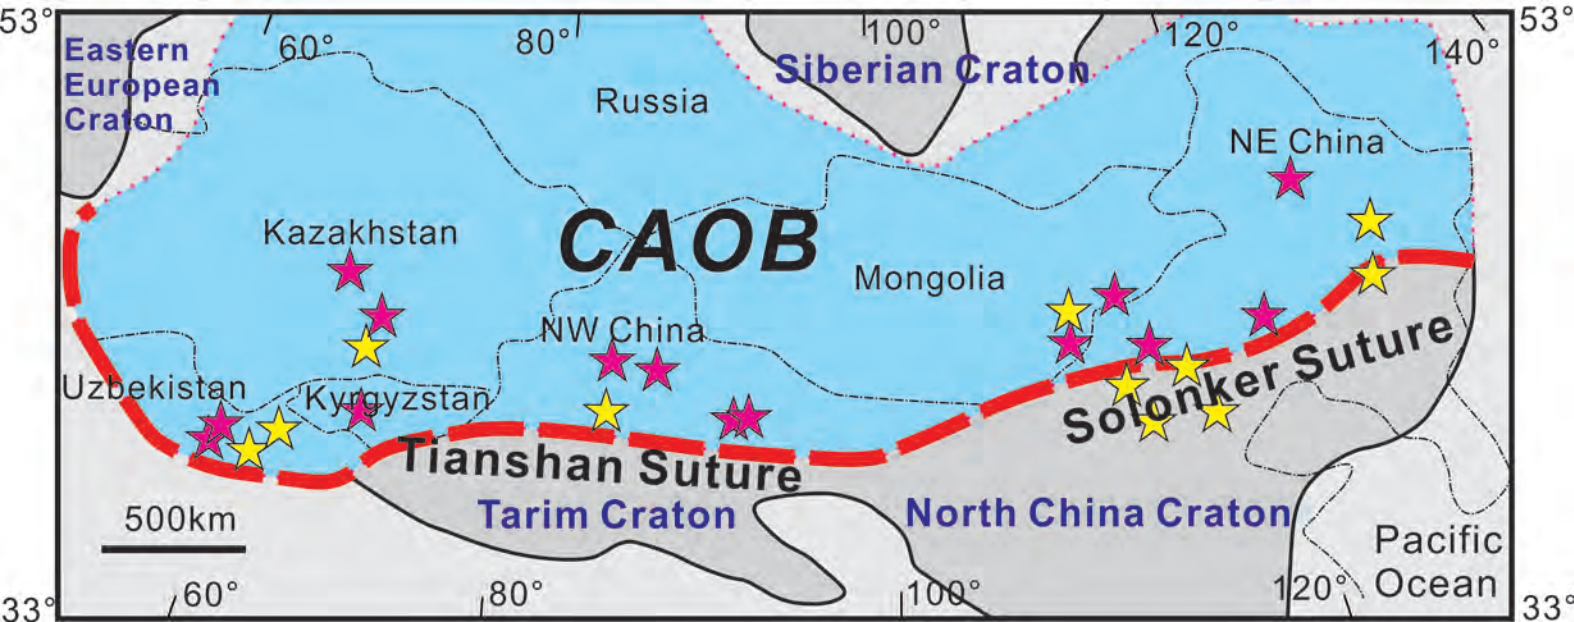 53°
53°
60°
80°
100°
120°
140°
Eastern
European
Craton
Siberian Craton
Russia
NE China
Kazakhstan
CAOB
Mongolia
NW China
Uzbekistan
Kyrgyzstan
Solonker Suture
Tianshan Suture
Tarim Craton
North China Craton
500km
Pacific
Ocean
60°
80°
100°
120°
33°
33°